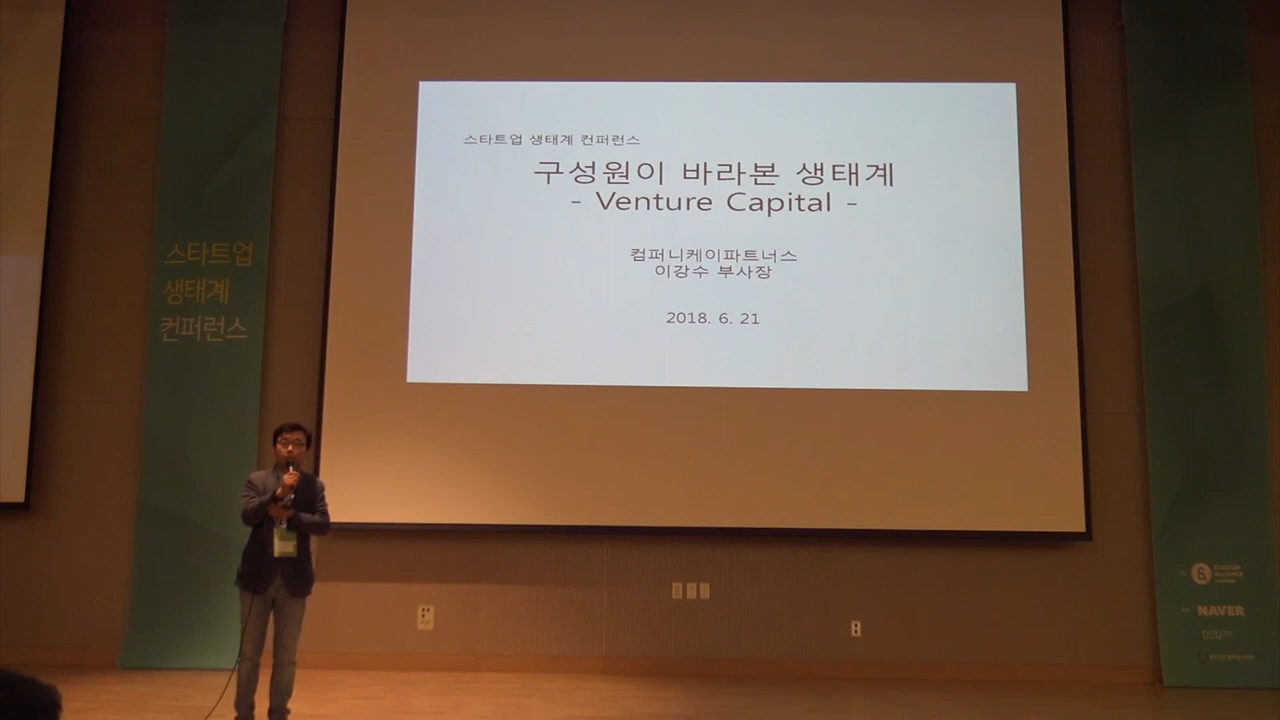 스타트업 생태계 컨퍼런스
구성원이 바라본 생태계
- Venture Capital -
컴퍼니케이파트너스
이강수 부사장
2018. 6. 21
스타트업
생태계
컨퍼런스
STARTUP
ALLIANCE
NAVER